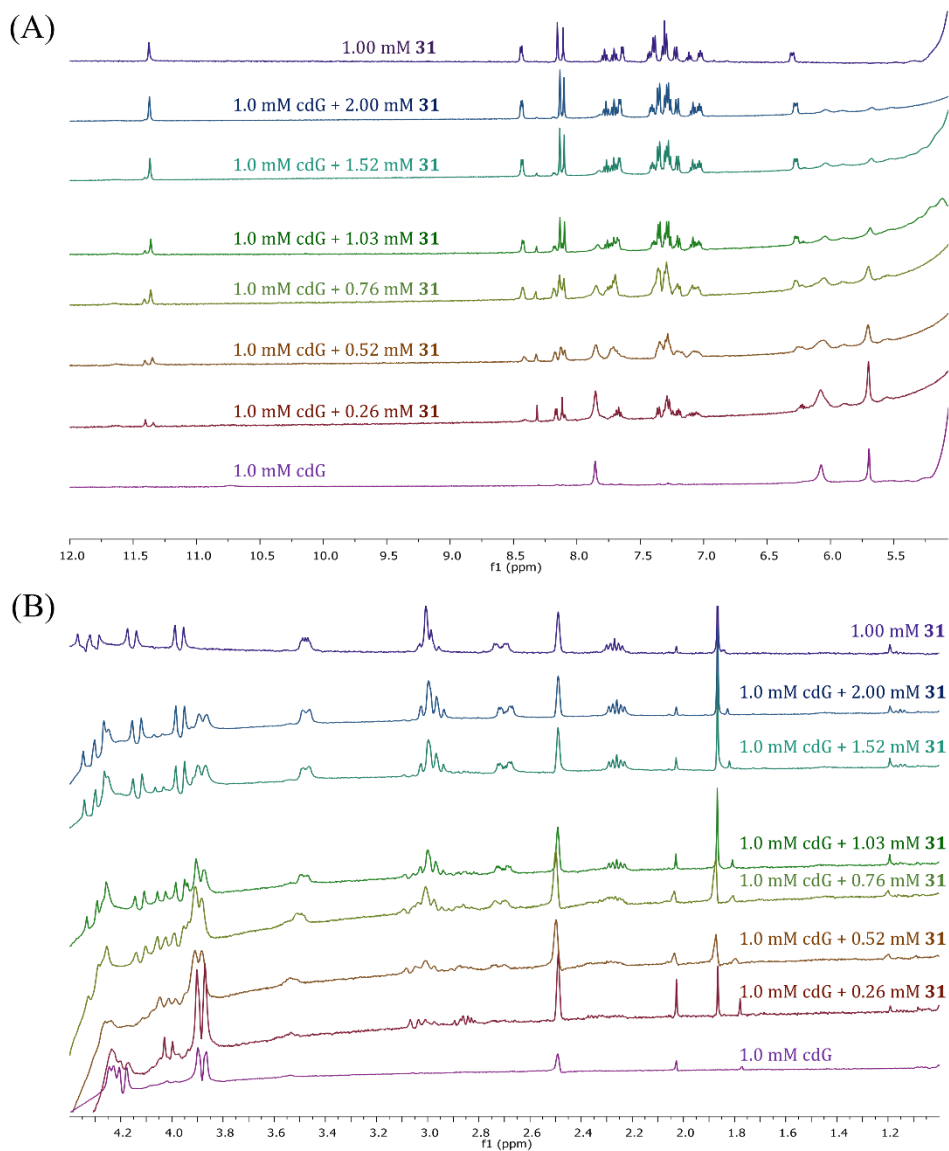 (A)
1.00 mM 31
1.0 mM cdG + 2.00 mM 31
1.0 mM cdG + 1.52 mM 31
1.0 mM cdG + 1.03 mM 31
1.0 mM cdG + 0.76 mM 31
1.0 mM cdG + 0.52 mM 31
1.0 mM cdG + 0.26 mM 31
1.0 mM cdG
12.0 11.5 11.0 10.5 10.0 9.5 9.0 8.5 8.0 7.5 7.0 6.5 6.0 5.5
f1 (ppm)
(B)
1.00 mM 31
1.0 mM cdG + 2.00 mM 31
1.0 mM cdG + 1.52 mM 31
1.0 mM cdG + 1.03 mM 31
1.0 mM cdG + 0.76 mM 31
1.0 mM cdG + 0.52 mM 31
1.0 mM cdG + 0.26 mM 31
1.0 mM cdG
4.2 4.0 3.8 3.6 3.4 3.2 3.0 2.8 2.6 2.4 2.2 2.0 1.8 1.6 1.4 1.2
f1 (ppm)